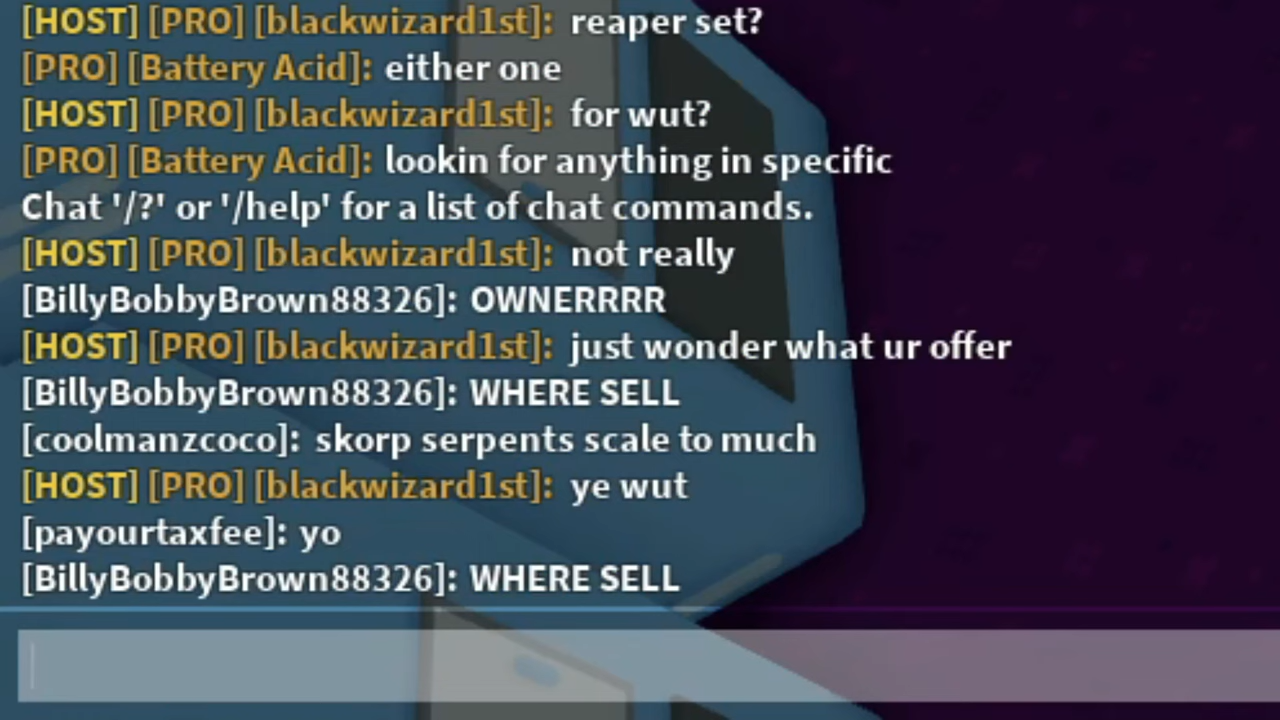 [HOST] [PRO] [blackwizard1st]: reaper set?
[PRO] [Battery Acid]: either one
[HOST] [PRO] [blackwizard1st]: for wut?
[PRO] [Battery Acid]: lookin for anything in specific
Chat '/?' or '/help' for a list of chat commands.
[HOST] [PRO] [blackwizard1st]: not really
[BillyBobbyBrown88326]: OWNERRRR
[HOST] [PRO] [blackwizard1st]: just wonder what ur offer
[BillyBobbyBrown88326]: WHERE SELL
[coolmanzcoco]: skorp serpents scale to much
[HOST] [PRO] [blackwizard1st]: ye wut
[payourtaxfee]: yo
[BillyBobbyBrown88326]: WHERE SELL